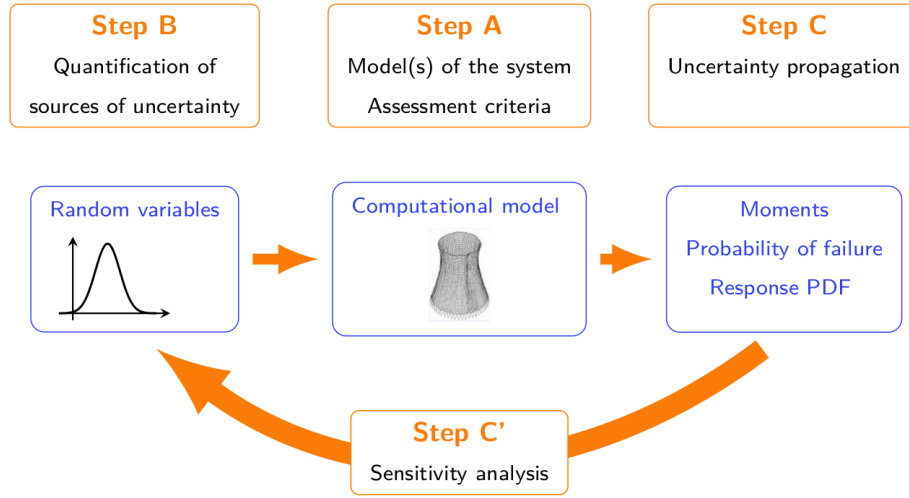 Step B
Quantification of
sources of uncertainty
Step A
Model(s) of the system
Assessment criteria
Step C
Uncertainty propagation
Random variables
Computational model
Moments
Probability of failure
Response PDF
Step C'
Sensitivity analysis